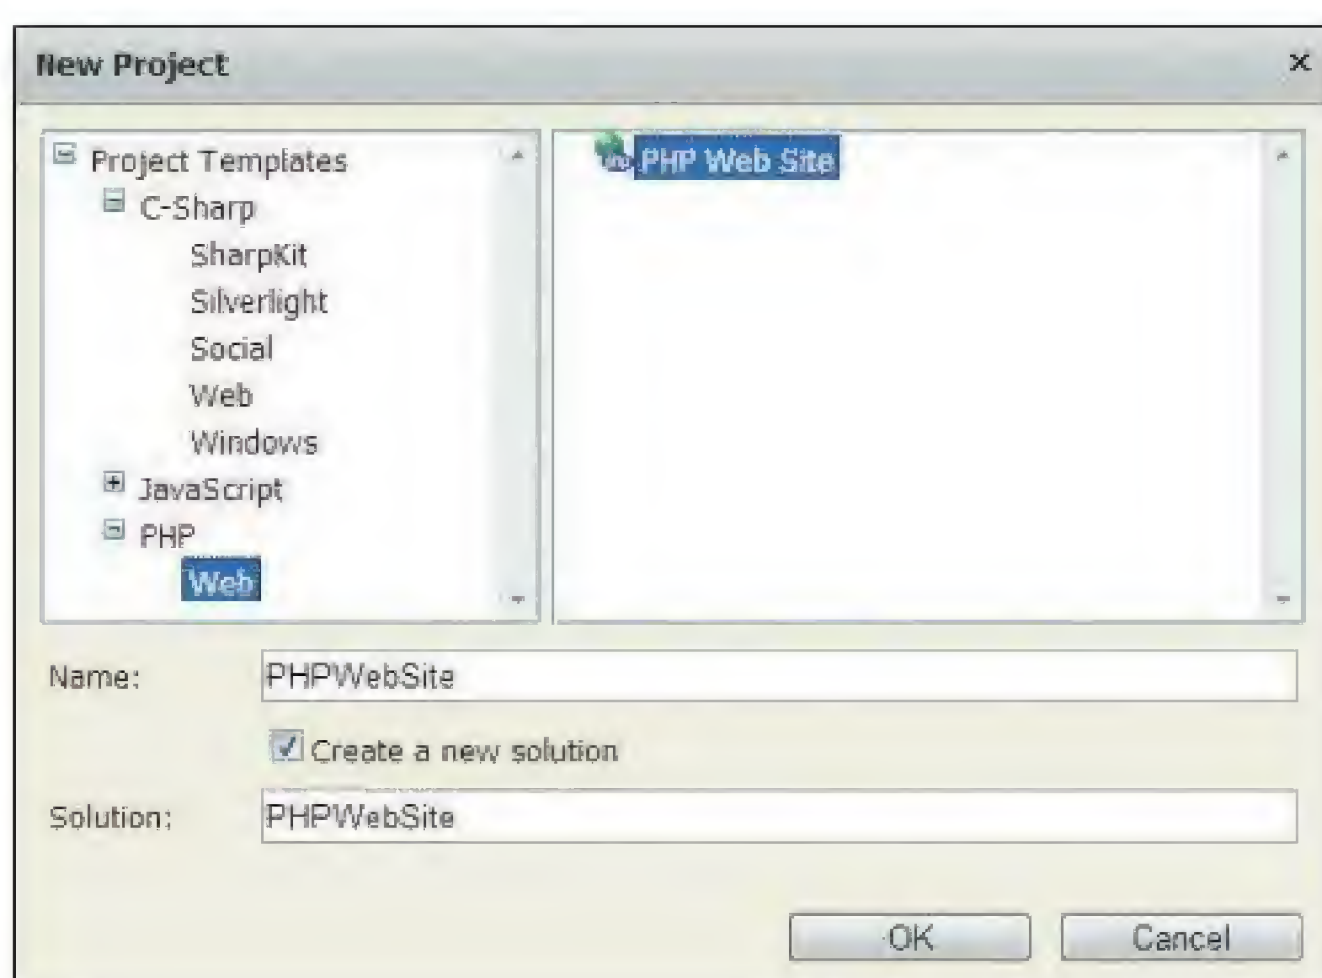 New Project
Project Templates
C-Sharp
SharpKit
Silverlight
Social
Web
Windows
JavaScript
PHP
Web
PHP Web Site
Name:
PHPWebSite
Create a new solution
Solution:
PHPWebSite
OK
Cancel